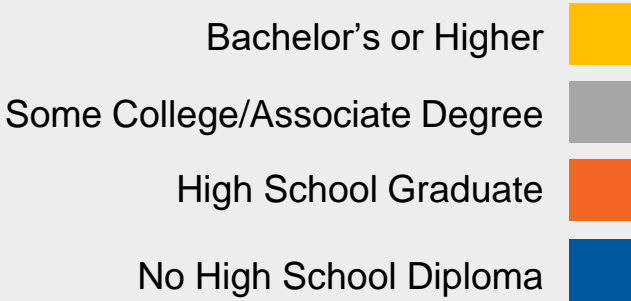 Bachelor’s or Higher
Some College/Associate Degree
High School Graduate
No High School Diploma